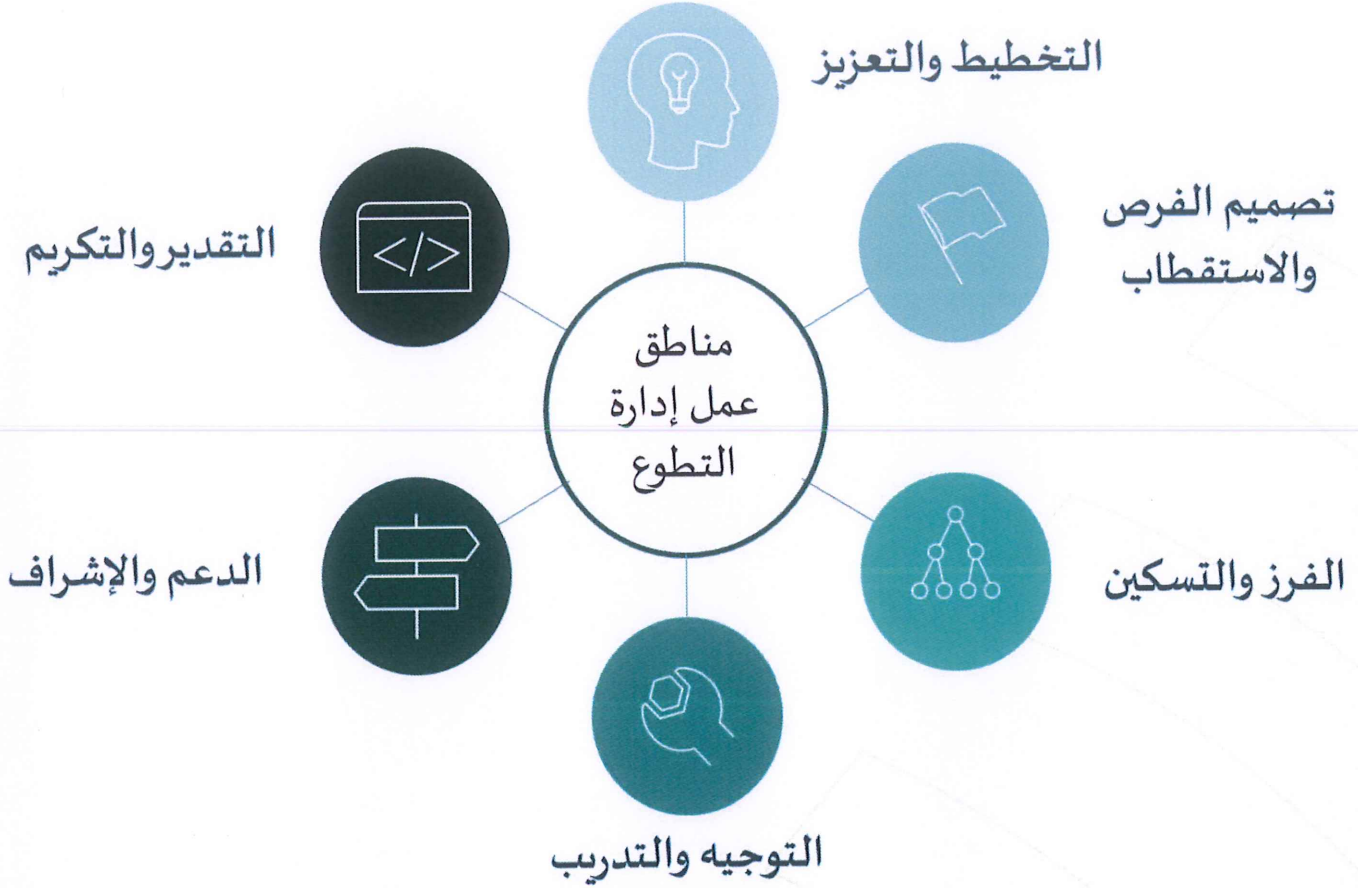 مناطق
عمل إدارة
التطوع
التخطيط والتعزيز
تصميم الفرص
والاستقطاب
الفرز والتسكين
التوجيه والتدريب
الدعم والإشراف
التقدير والتكريم
</>